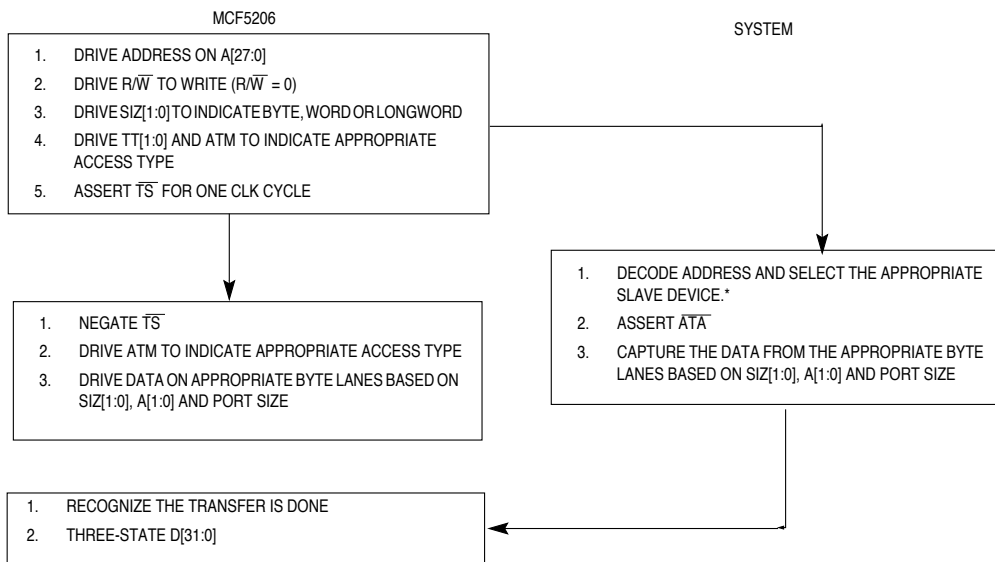 MCF5206
SYSTEM
1. DRIVE ADDRESS ON A[27:0]
2. DRIVE R/W̅ TO WRITE (R/W̅ = 0)
3. DRIVE SIZ[1:0] TO INDICATE BYTE, WORD OR LONGWORD
4. DRIVE TT[1:0] AND ATM TO INDICATE APPROPRIATE
ACCESS TYPE
5. ASSERT T̅S̅ FOR ONE CLK CYCLE
1. DECODE ADDRESS AND SELECT THE APPROPRIATE
SLAVE DEVICE.*
2. ASSERT A̅T̅A̅
3. CAPTURE THE DATA FROM THE APPROPRIATE BYTE
LANES BASED ON SIZ[1:0], A[1:0] AND PORT SIZE
1. NEGATE T̅S̅
2. DRIVE ATM TO INDICATE APPROPRIATE ACCESS TYPE
3. DRIVE DATA ON APPROPRIATE BYTE LANES BASED ON
SIZ[1:0], A[1:0] AND PORT SIZE
1. RECOGNIZE THE TRANSFER IS DONE
2. THREE-STATE D[31:0]